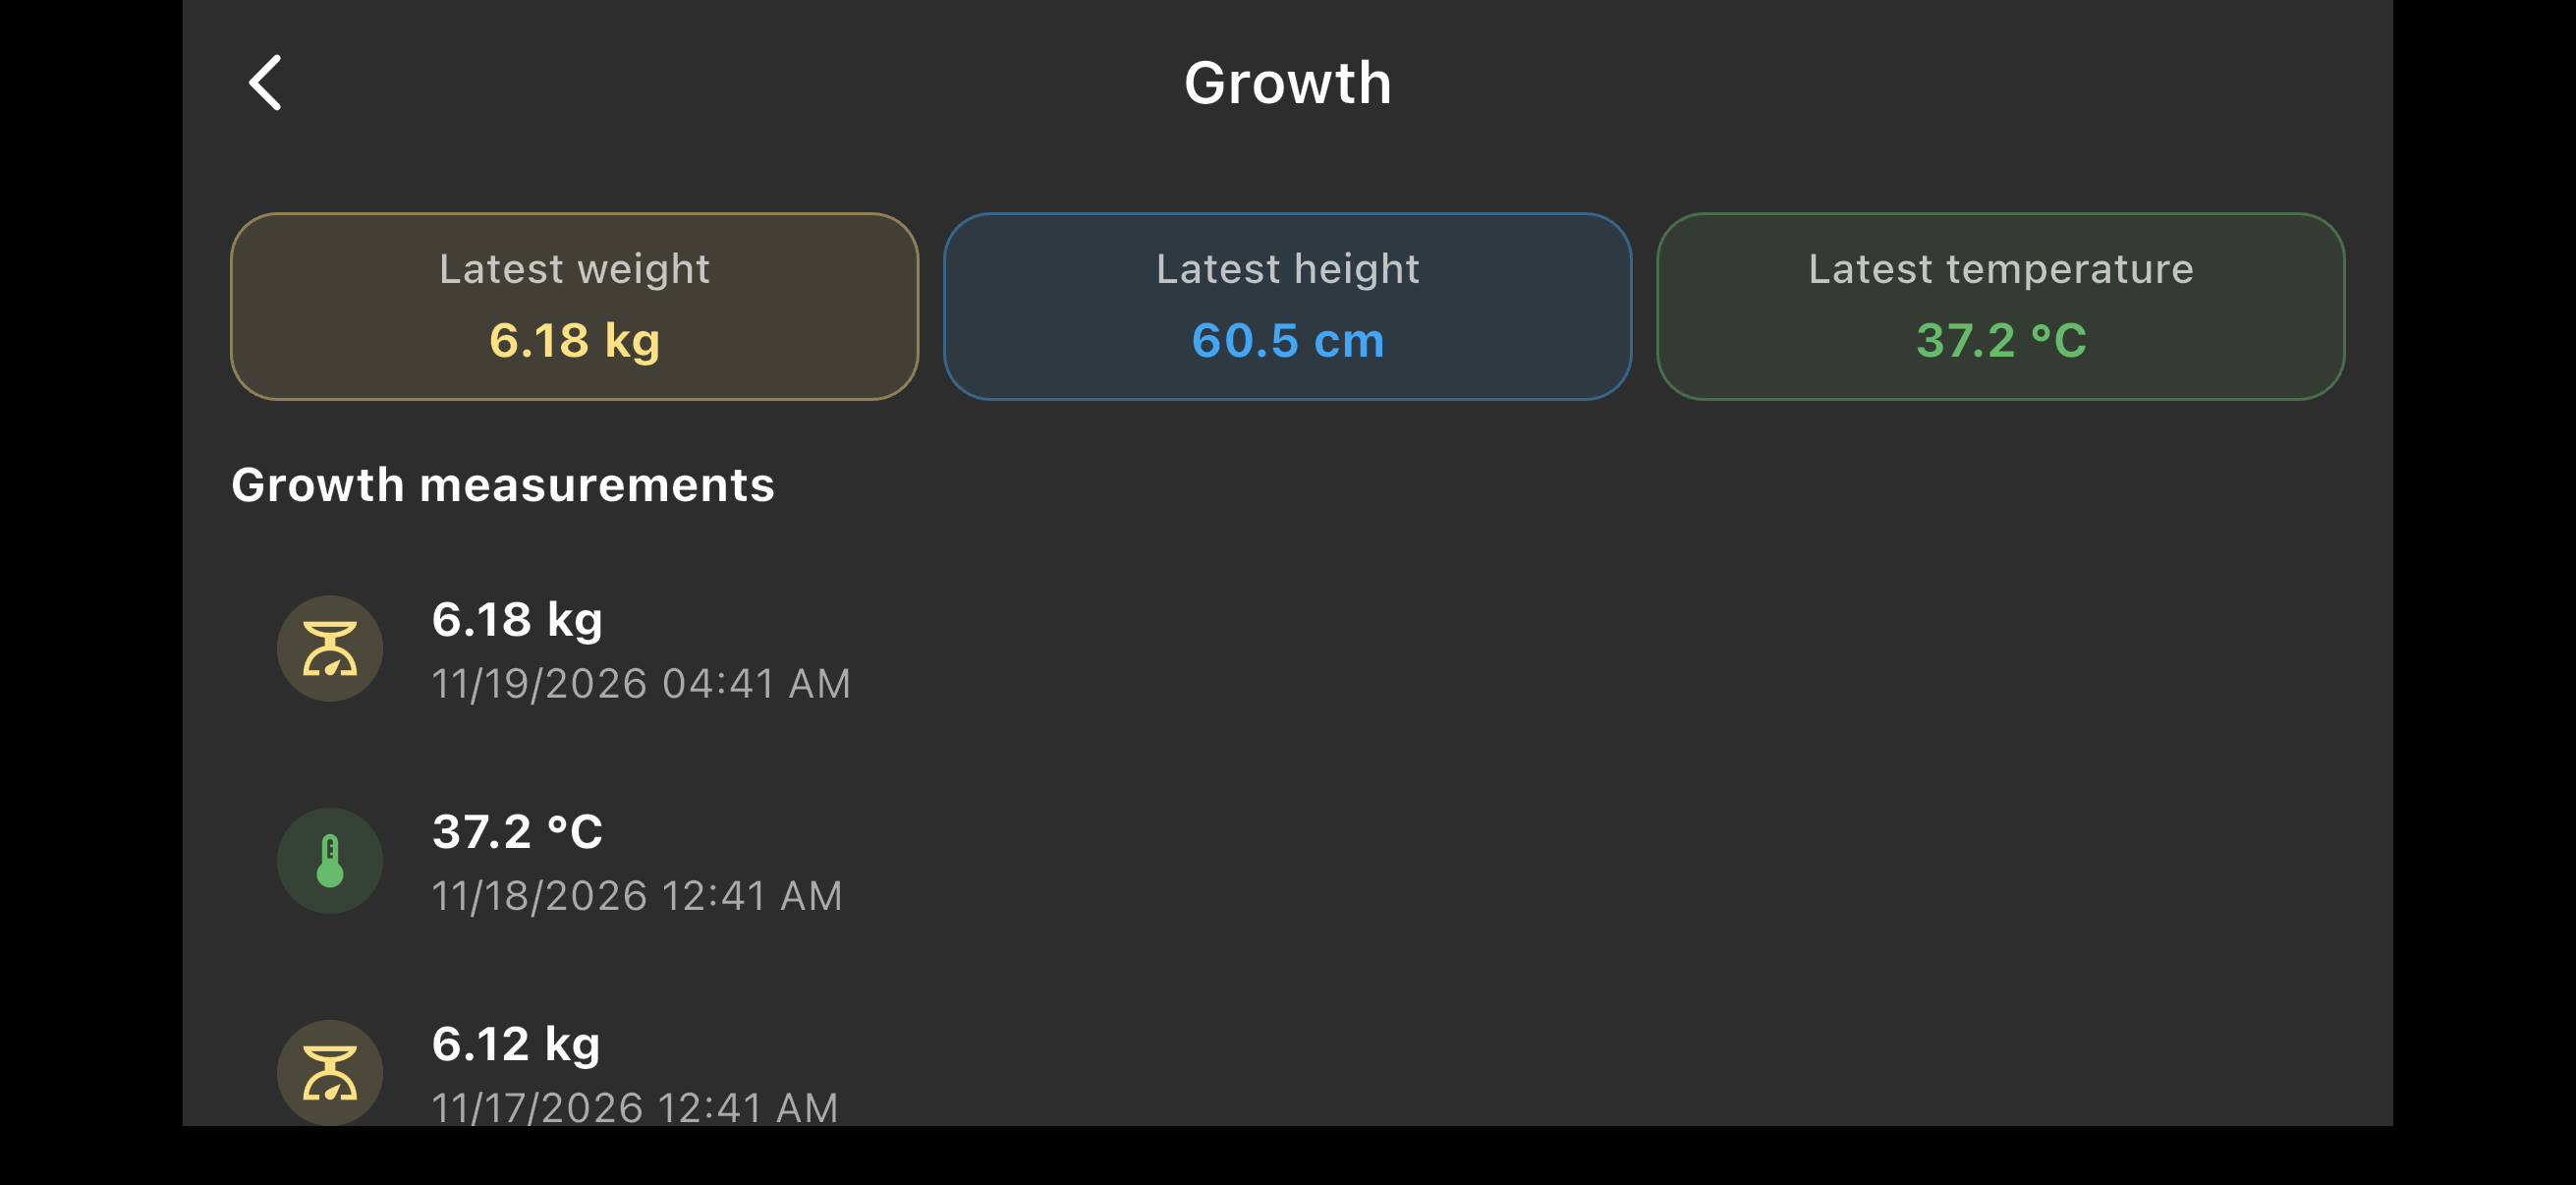 Growth
Latest weight
6.18 kg
Latest height
60.5 cm
Latest temperature
37.2 °C
Growth measurements
6.18 kg
11/19/2026 04:41 AM
37.2 °C
11/18/2026 12:41 AM
6.12 kg
11/17/2026 12:41 AM